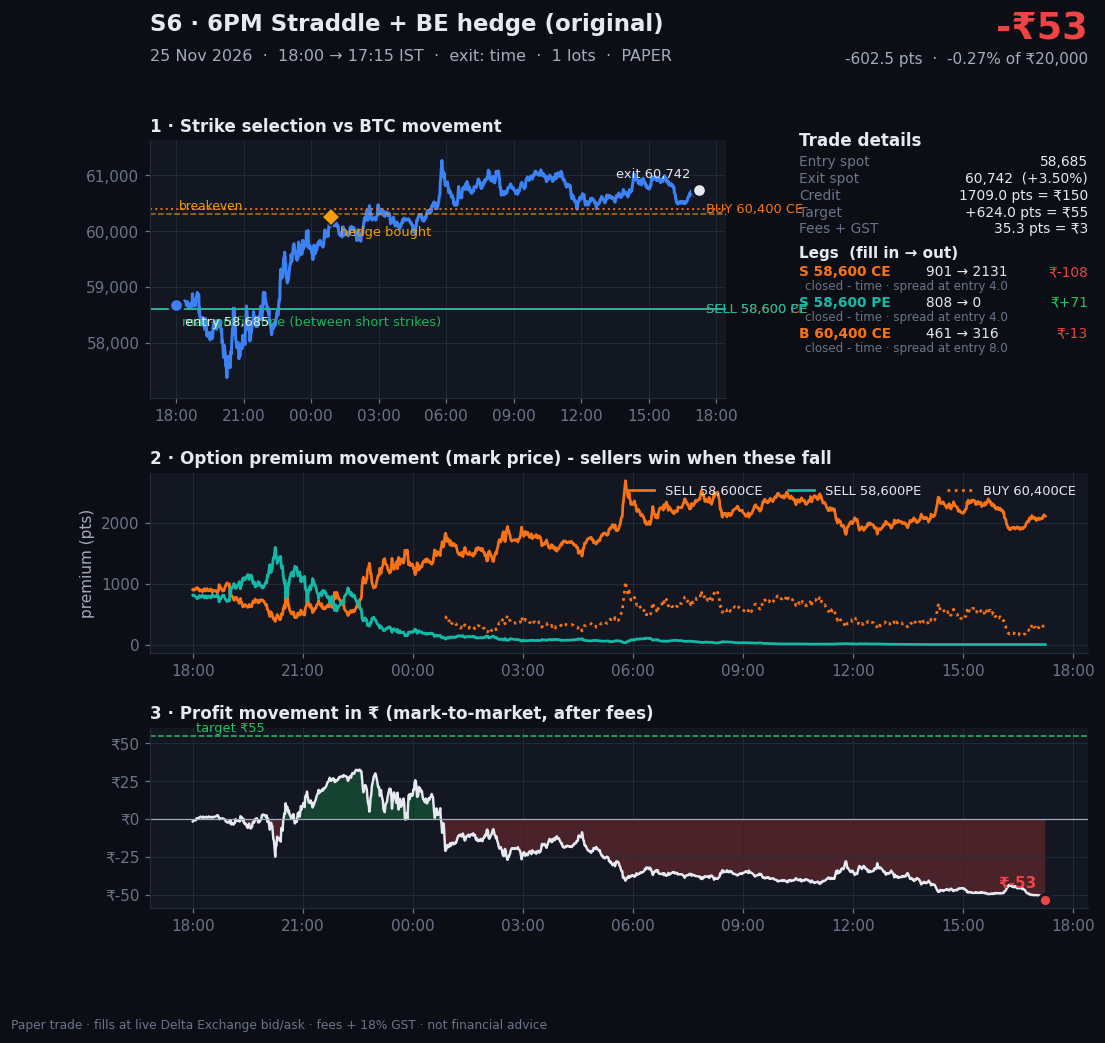 S6 · 6PM Straddle + BE hedge (original)
-₹53
25 Nov 2026 · 18:00 → 17:15 IST · exit: time · 1 lots · PAPER
-602.5 pts · -0.27% of ₹20,000
1 · Strike selection vs BTC movement
61,000
60,000
59,000
58,000
breakeven
hedge bought
exit 60,742
BUY 60,400 CE
SELL 58,600 PE
entry 58,685
(between short strikes)
18:00 21:00 00:00 03:00 06:00 09:00 12:00 15:00 18:00
Trade details
Entry spot 58,685
Exit spot 60,742 (+3.50%)
Credit 1709.0 pts = ₹150
Target +624.0 pts = ₹55
Fees + GST 35.3 pts = ₹3
Legs (fill in → out)
S 58,600 CE 901 → 2131 ₹-108
closed - time · spread at entry 4.0
S 58,600 PE 808 → 0 ₹+71
closed - time · spread at entry 4.0
B 60,400 CE 461 → 316 ₹-13
closed - time · spread at entry 8.0
2 · Option premium movement (mark price) - sellers win when these fall
premium (pts)
2000
1000
0
SELL 58,600CE SELL 58,600PE BUY 60,400CE
18:00 21:00 00:00 03:00 06:00 09:00 12:00 15:00 18:00
3 · Profit movement in ₹ (mark-to-market, after fees)
target ₹55
₹50
₹25
₹0
₹-25
₹-50
₹-53
18:00 21:00 00:00 03:00 06:00 09:00 12:00 15:00 18:00
Paper trade · fills at live Delta Exchange bid/ask · fees + 18% GST · not financial advice